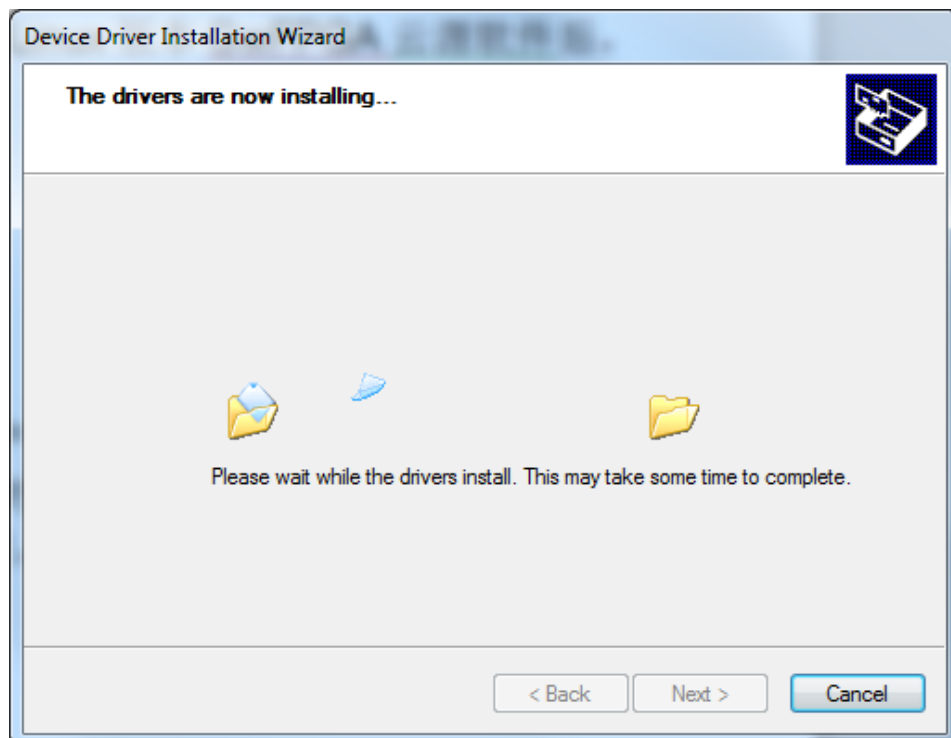 Device Driver Installation Wizard
The drivers are now installing...
Please wait while the drivers install. This may take some time to complete.
< Back
Next >
Cancel